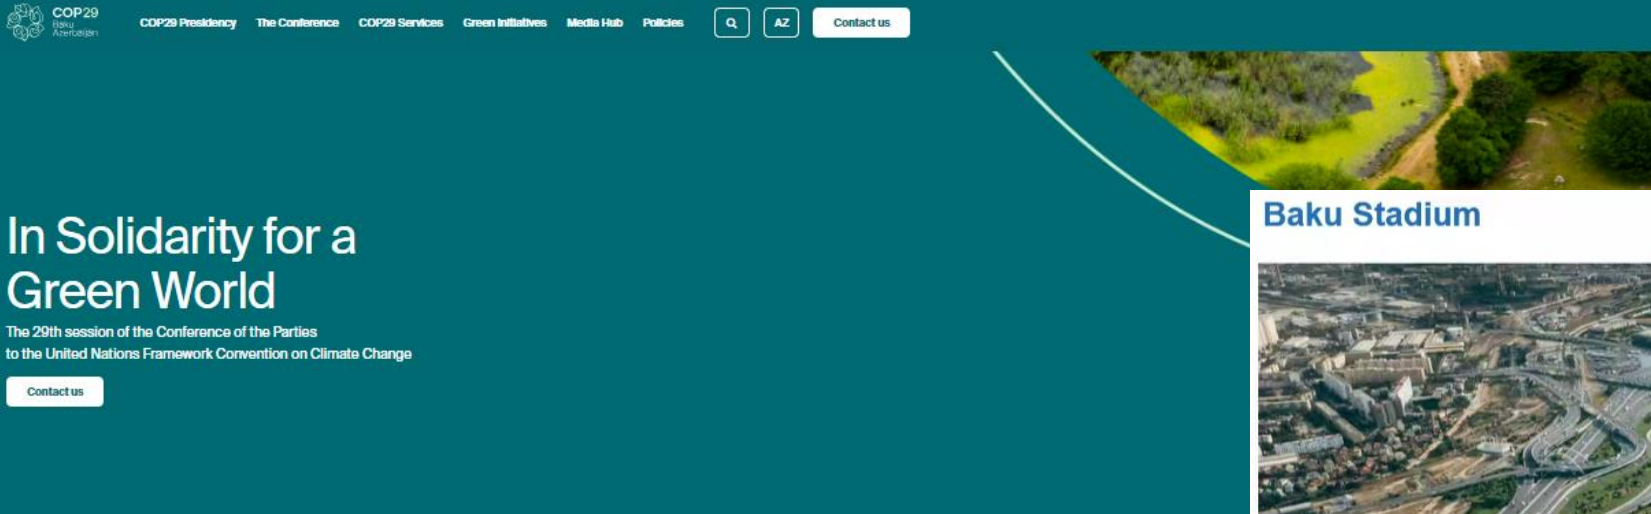 COP29
Baku
Azerbaijan
COP29 Presidency
The Conference
COP29 Services
Green Initiatives
Media Hub
Policies
AZ
Contact us
In Solidarity for a
Green World
The 29th session of the Conference of the Parties
to the United Nations Framework Convention on Climate Change
Contact us
Baku Stadium